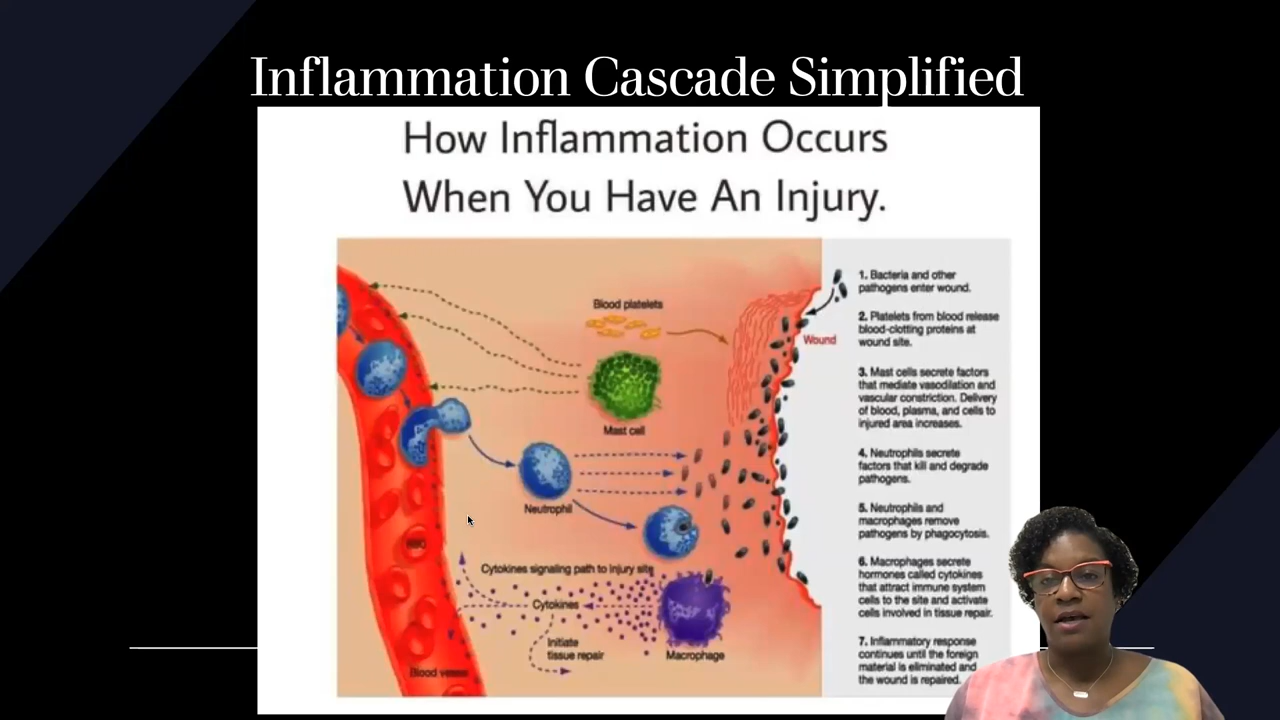 Inflammation Cascade Simplified
How Inflammation Occurs
When You Have An Injury.
Blood platelets
Mast cell
Wound
Neutrophil
RBC
Cytokines signaling path to injury site
Cytokines
Initiate
tissue repair
Macrophage
Blood vessel
1. Bacteria and other
pathogens enter wound.
2. Platelets from blood release
blood-clotting proteins at
wound site.
3. Mast cells secrete factors
that mediate vasodilation and
vascular constriction. Delivery
of blood, plasma, and cells to
injured area increases.
4. Neutrophils secrete
factors that kill and degrade
pathogens.
5. Neutrophils and
macrophages remove
pathogens by phagocytosis.
6. Macrophages secrete
hormones called cytokines
that attract immune system
cells to the site and activate
cells involved in tissue repair.
7. Inflammatory response
continues until the foreign
material is eliminated and
the wound is repaired.